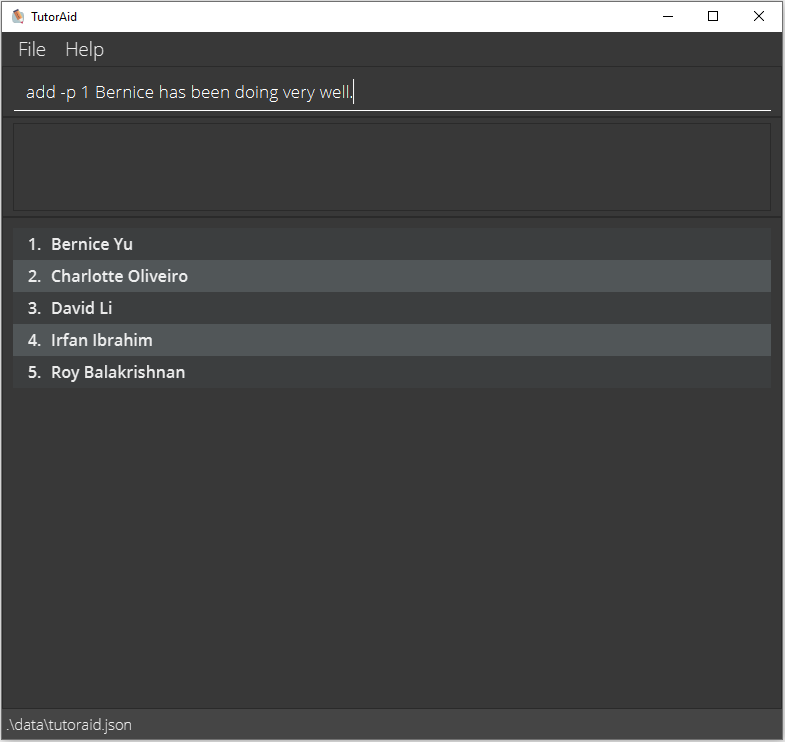 TutorAid
File Help
add -p 1 Bernice has been doing very well.
1. Bernice Yu
2. Charlotte Oliveiro
3. David Li
4. Irfan Ibrahim
5. Roy Balakrishnan
.\data\tutoraid.json